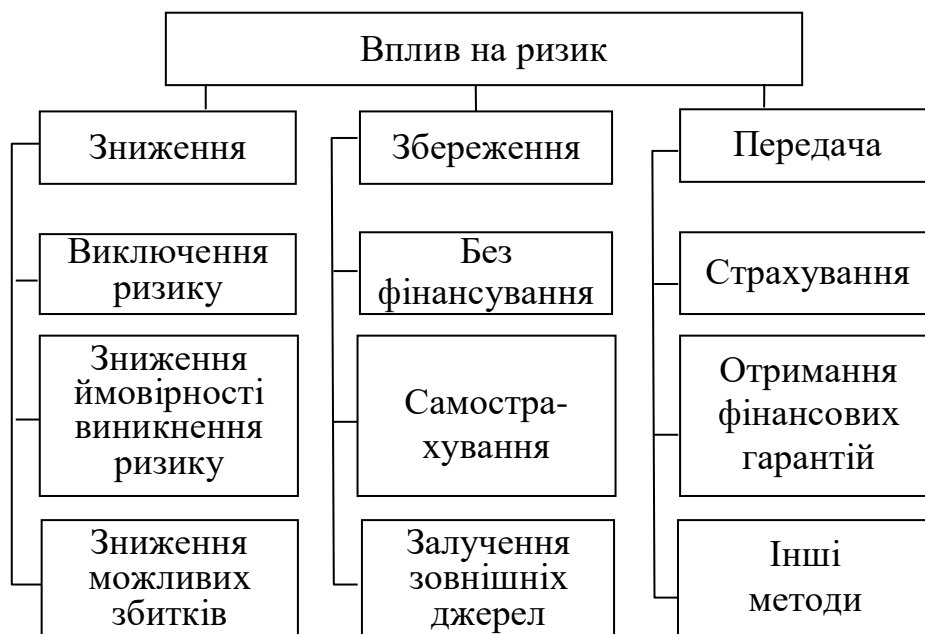 Вплив на ризик
Зниження
Збереження
Передача
Виключення
ризику
Без
фінансування
Страхування
Зниження
ймовірності
виникнення
ризику
Самостра-
хування
Отримання
фінансових
гарантій
Зниження
можливих
збитків
Залучення
зовнішніх
джерел
Інші
методи